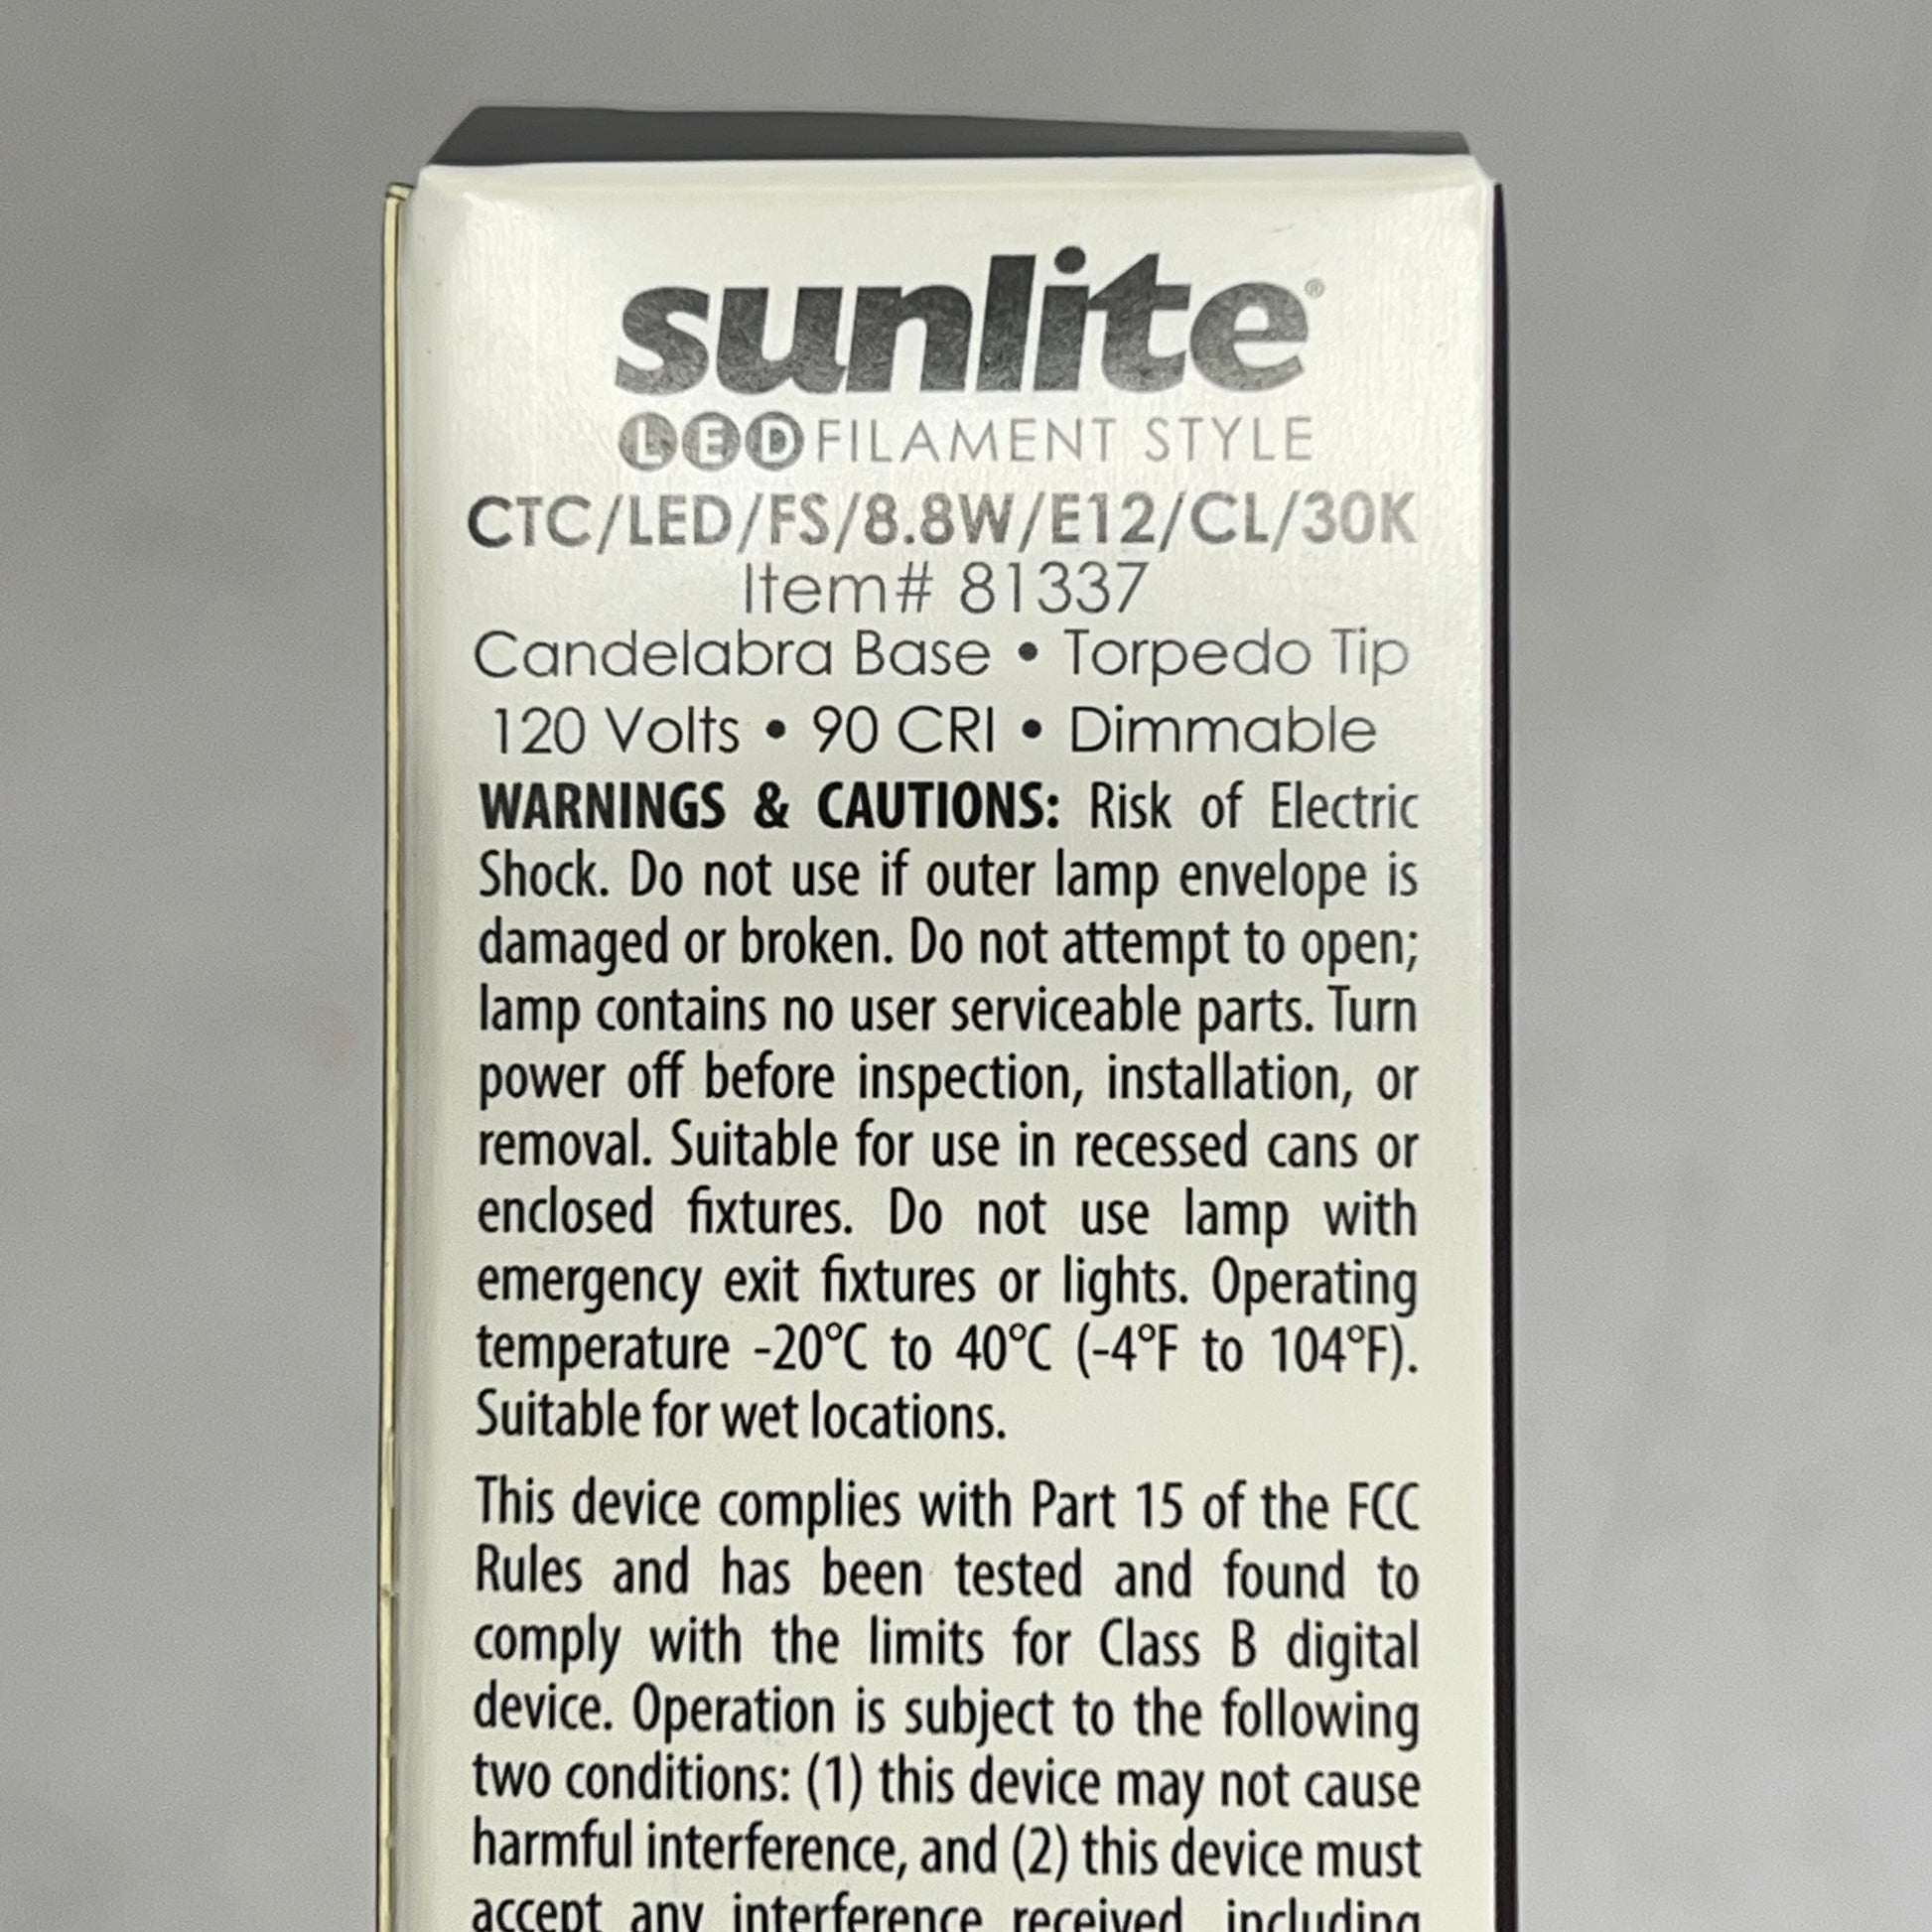 sunlite®
LED FILAMENT STYLE
CTC/LED/FS/8.8W/E12/CL/30K
Item# 81337
Candelabra Base • Torpedo Tip
120 Volts • 90 CRI • Dimmable
WARNINGS & CAUTIONS: Risk of Electric
Shock. Do not use if outer lamp envelope is
damaged or broken. Do not attempt to open;
lamp contains no user serviceable parts. Turn
power off before inspection, installation, or
removal. Suitable for use in recessed cans or
enclosed fixtures. Do not use lamp with
emergency exit fixtures or lights. Operating
temperature -20°C to 40°C (-4°F to 104°F).
Suitable for wet locations.
This device complies with Part 15 of the FCC
Rules and has been tested and found to
comply with the limits for Class B digital
device. Operation is subject to the following
two conditions: (1) this device may not cause
harmful interference, and (2) this device must
accept any interference received, including